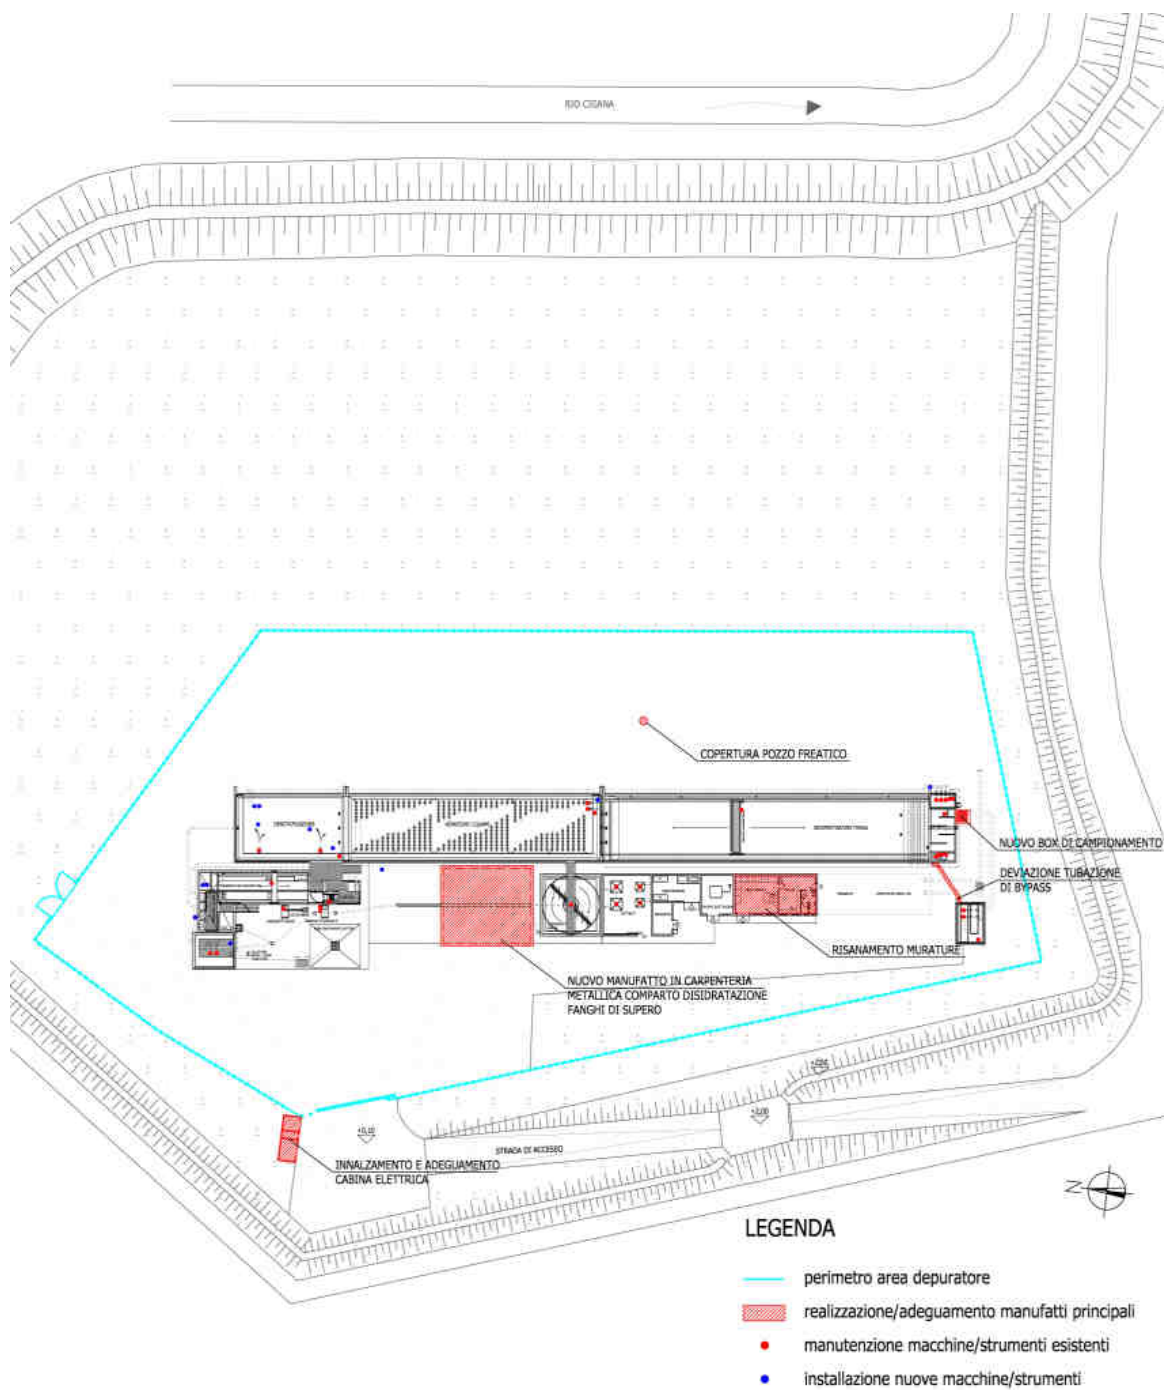 RIO CIGANA
COPERTURA POZZO FREATICO
NUOVO BOX DI CAMPIONAMENTO
DEVIAZIONE TUBAZIONE
DI BYPASS
RISANAMENTO MURATURE
NUOVO MANUFATTO IN CARPENTERIA
METALLICA COMPARTO DISIDRATAZIONE
FANGHI DI SUPERO
STRADA DI ACCESSO
INNALZAMENTO E ADEGUAMENTO
CABINA ELETTRICA
N
LEGENDA
perimetro area depuratore
realizzazione/adeguamento manufatti principali
manutenzione macchine/strumenti esistenti
installazione nuove macchine/strumenti